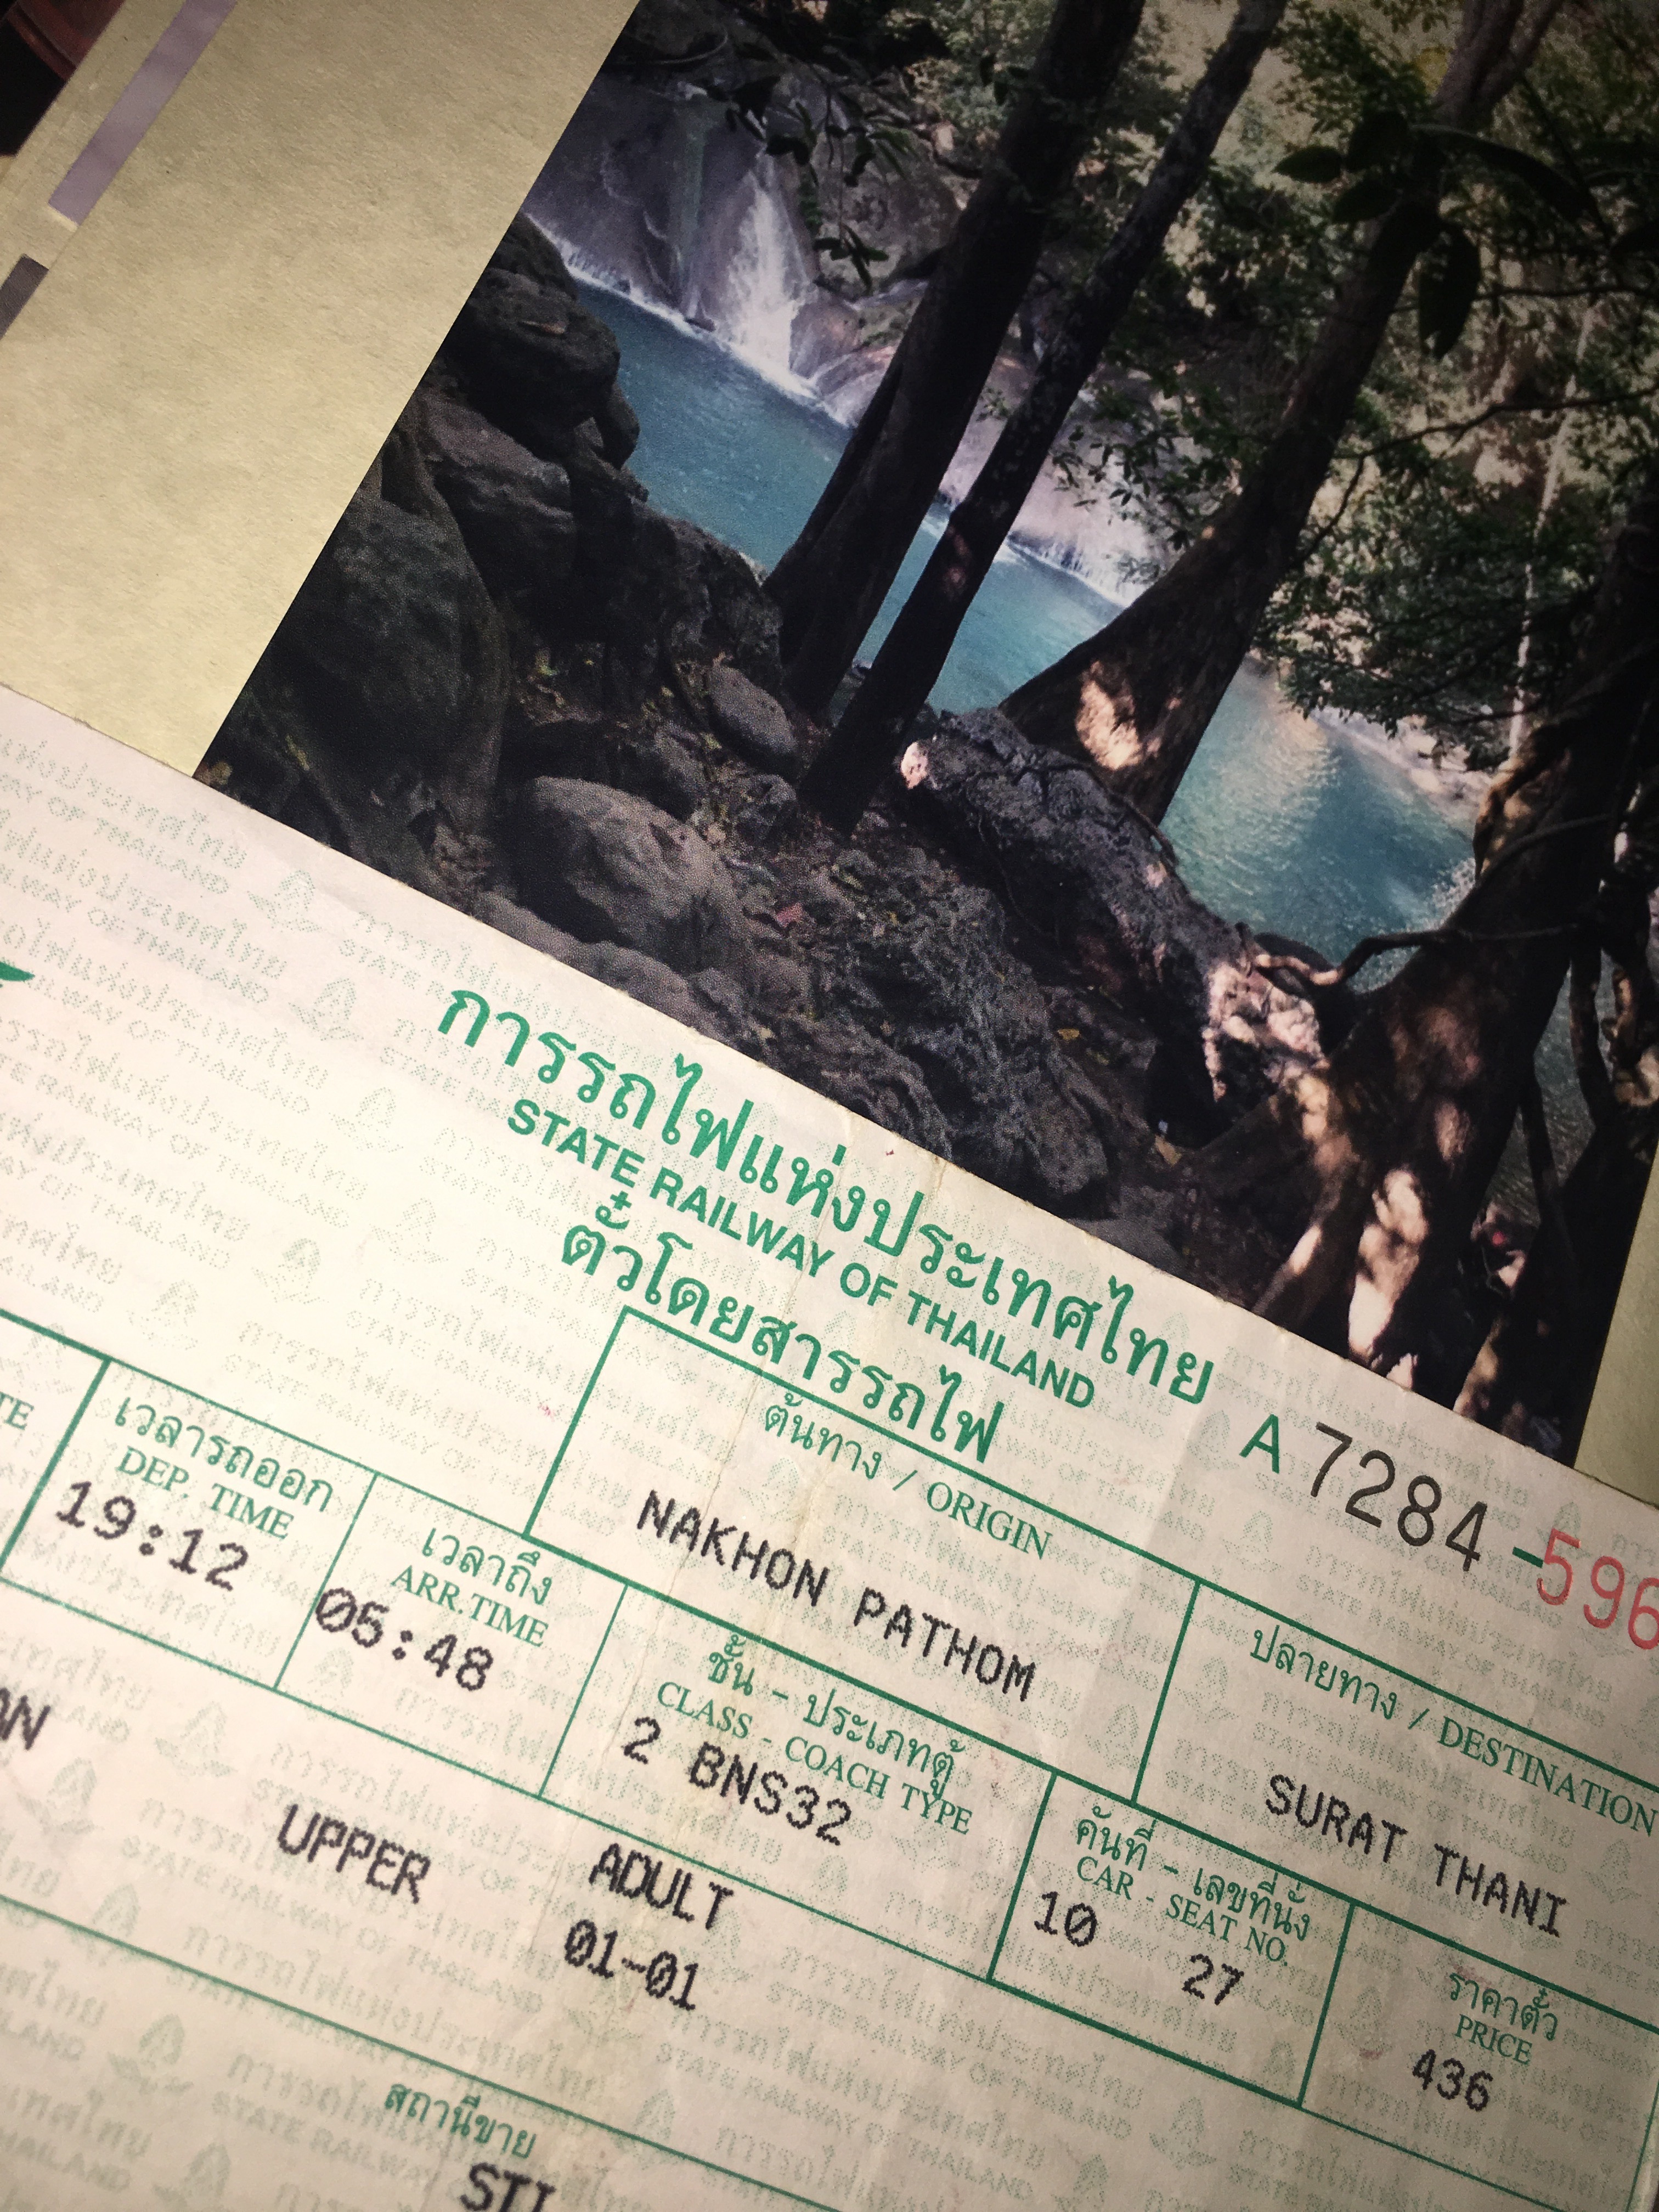 การรถไฟแห่งประเทศไทย
STATE RAILWAY OF THAILAND
ตั๋วโดยสารรถไฟ
A 7284 -596
ต้นทาง / ORIGIN
NAKHON PATHOM
ปลายทาง / DESTINATION
SURAT THANI
TE
เวลารถออก
DEP. TIME
19:12
เวลาถึง
ARR.TIME
05:48
ชั้น - ประเภทตู้
CLASS - COACH TYPE
2 BNS32
คันที่ - เลขที่นั่ง
CAR - SEAT NO.
10 27
ราคาตั๋ว
PRICE
436
UPPER ADULT
01-01
สถานีขาย